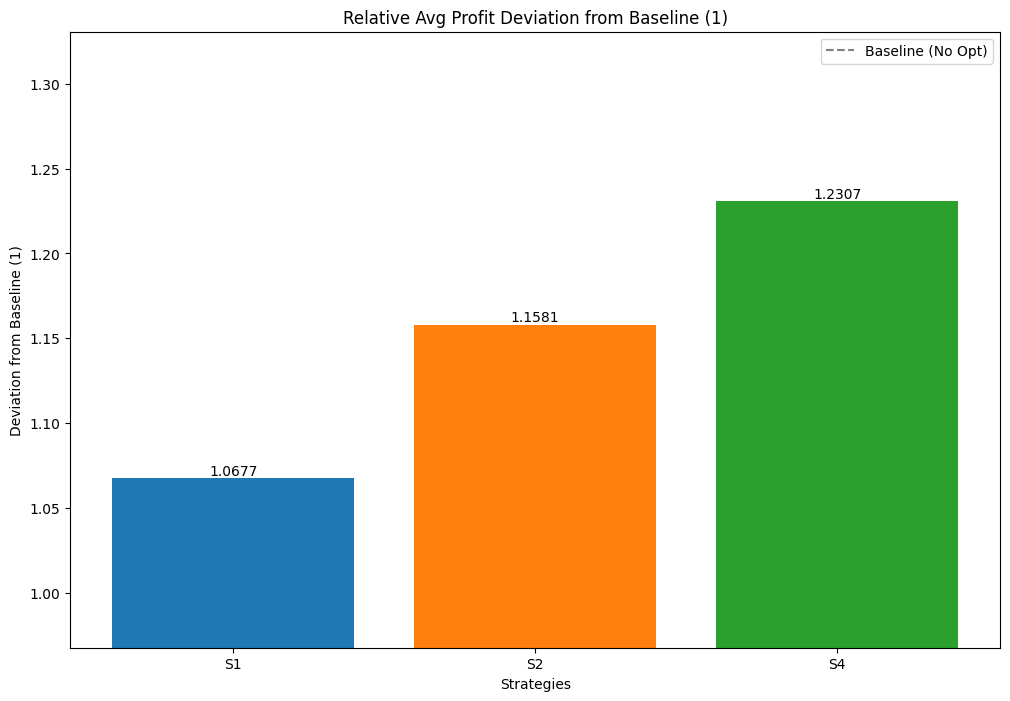 Relative Avg Profit Deviation from Baseline (1)
Baseline (No Opt)
Deviation from Baseline (1)
1.30
1.25
1.20
1.15
1.10
1.05
1.00
1.0677
1.1581
1.2307
S1
S2
S4
Strategies